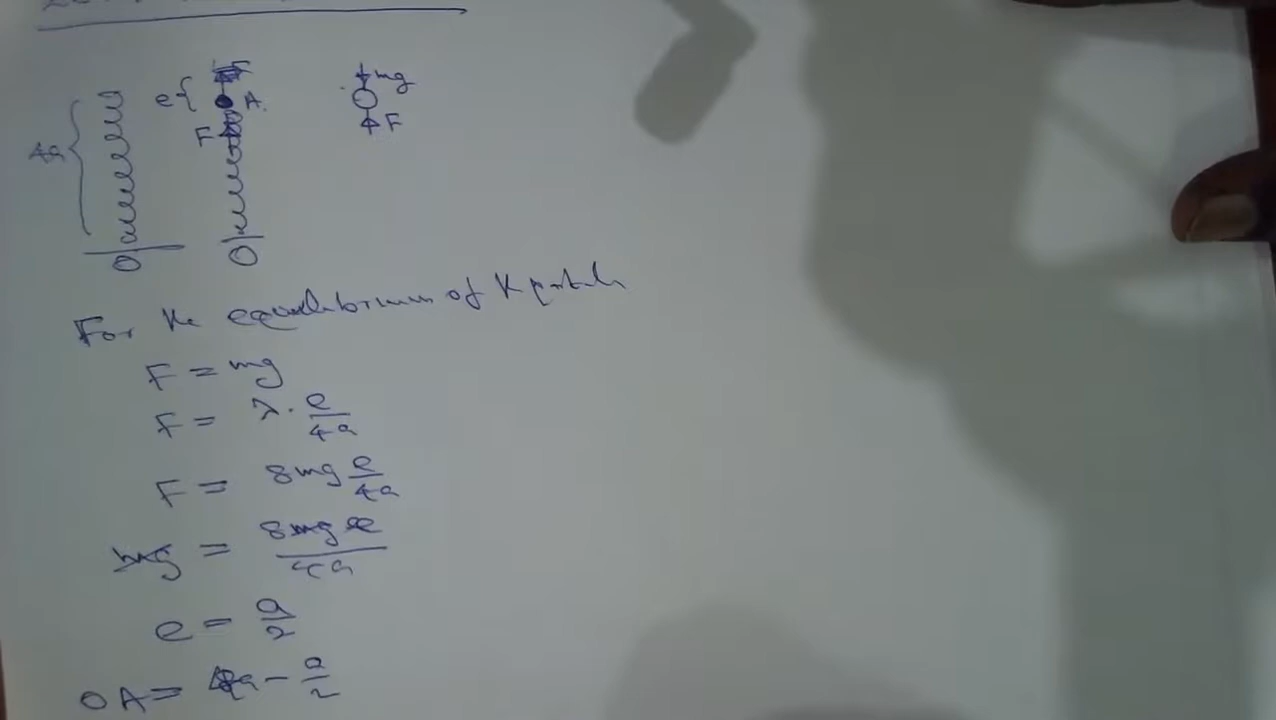 4a
e{
F
A
O
O
mg
F
For the equilibrium of the particle
F = mg
F = λ · e/4a
F = 8mg e/4a
mg = 8mg e/4a
e = a/2
OA = 4a - a/2